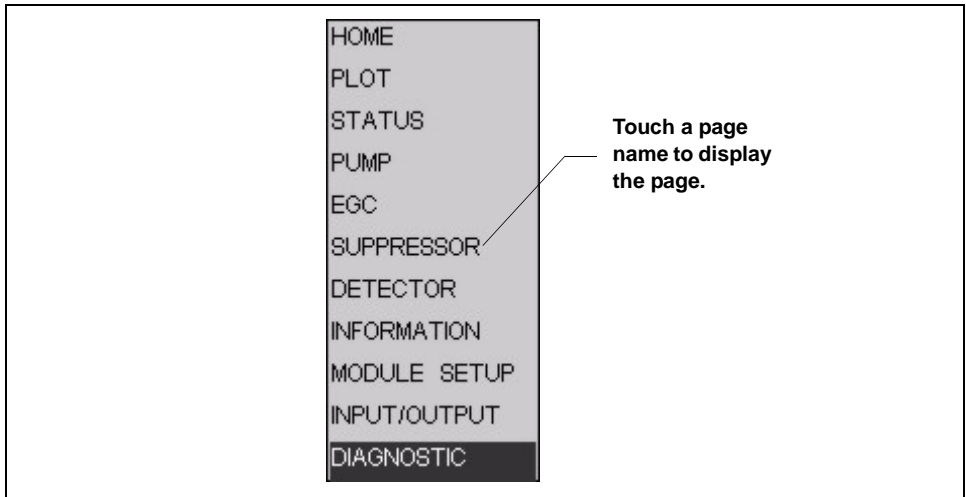 HOME
PLOT
STATUS
PUMP
EGC
SUPPRESSOR
DETECTOR
INFORMATION
MODULE SETUP
INPUT/OUTPUT
DIAGNOSTIC
Touch a page
name to display
the page.